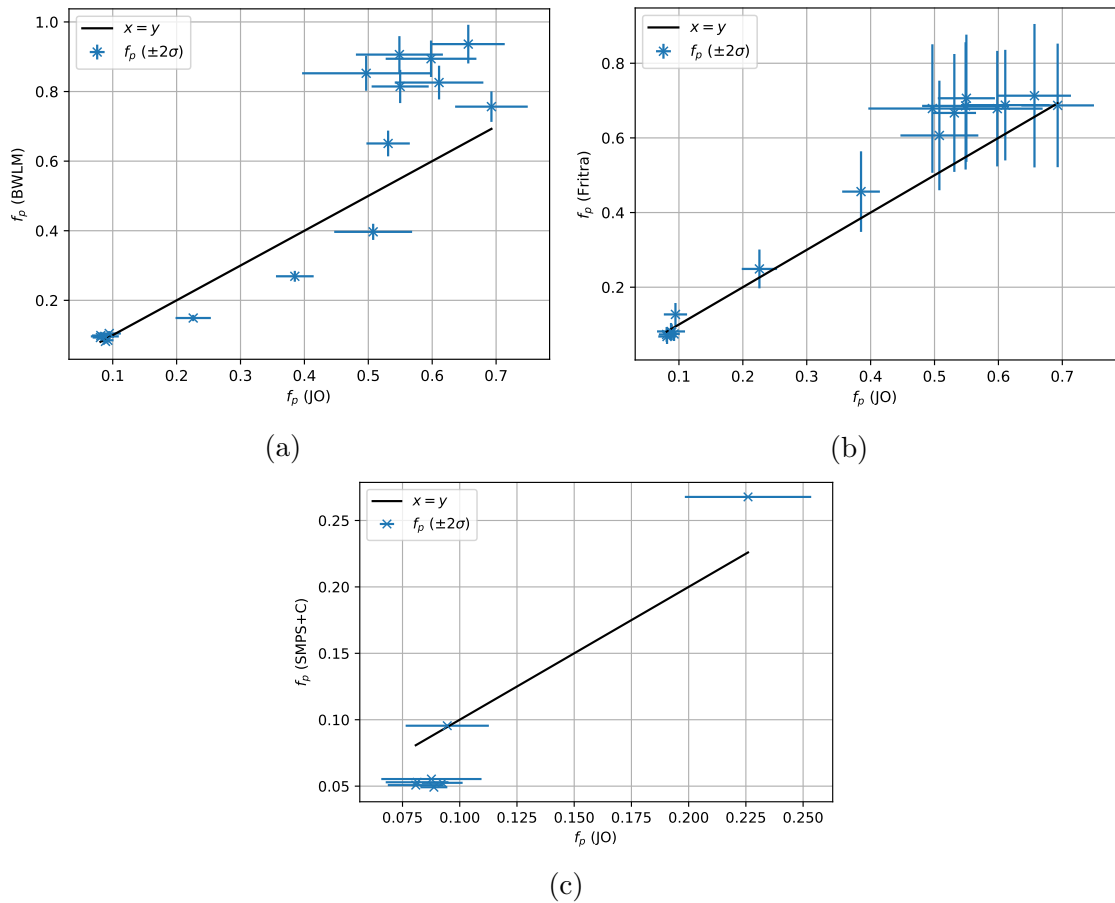 x = y
f_p (±2σ)
1.0
0.8
0.6
0.4
0.2
f_p (BWLM)
0.1 0.2 0.3 0.4 0.5 0.6 0.7
f_p (JO)
(a)
x = y
f_p (±2σ)
0.8
0.6
0.4
0.2
f_p (Fritra)
0.1 0.2 0.3 0.4 0.5 0.6 0.7
f_p (JO)
(b)
x = y
f_p (±2σ)
0.25
0.20
0.15
0.10
0.05
f_p (SMPS+C)
0.075 0.100 0.125 0.150 0.175 0.200 0.225 0.250
f_p (JO)
(c)